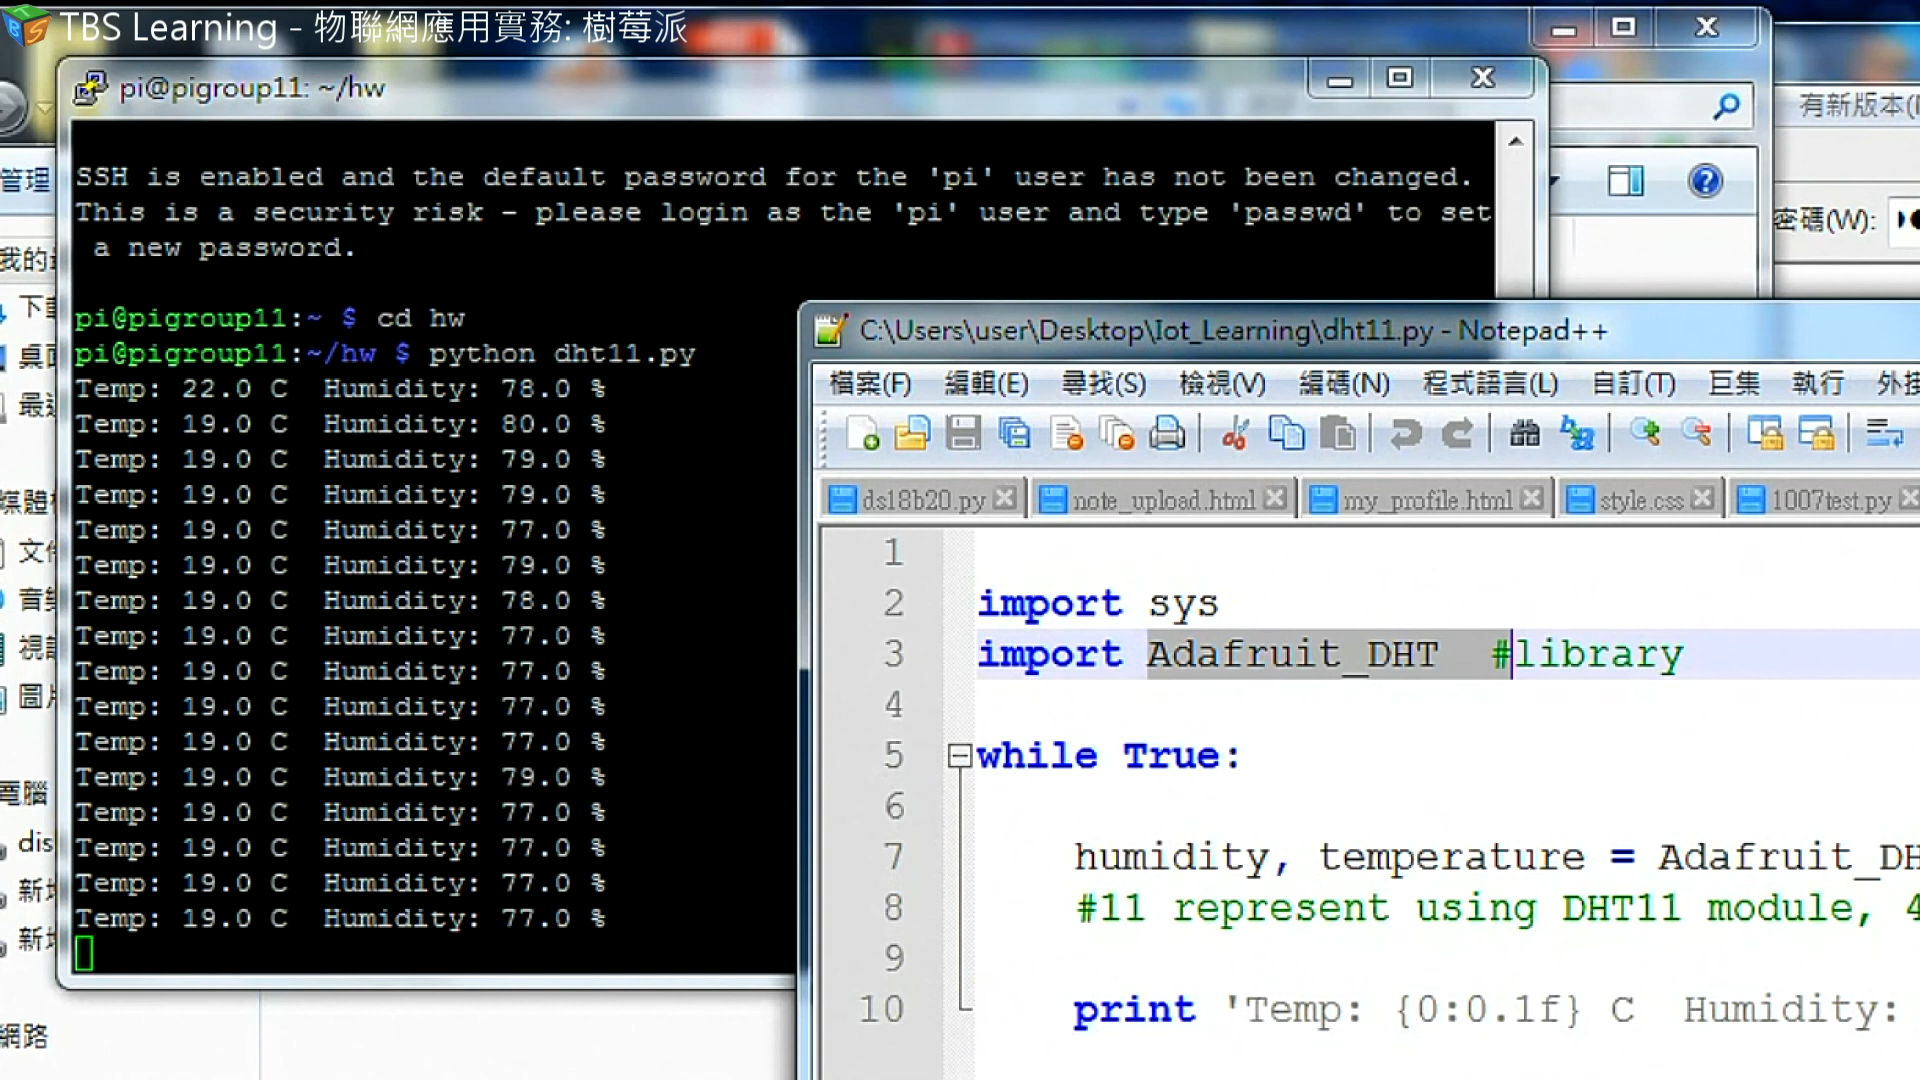 TBS Learning - 物聯網應用實務: 樹莓派
pi@pigroup11: ~/hw
SSH is enabled and the default password for the 'pi' user has not been changed.
This is a security risk - please login as the 'pi' user and type 'passwd' to set
a new password.
pi@pigroup11:~ $ cd hw
pi@pigroup11:~/hw $ python dht11.py
Temp: 22.0 C  Humidity: 78.0 %
Temp: 19.0 C  Humidity: 80.0 %
Temp: 19.0 C  Humidity: 79.0 %
Temp: 19.0 C  Humidity: 79.0 %
Temp: 19.0 C  Humidity: 77.0 %
Temp: 19.0 C  Humidity: 79.0 %
Temp: 19.0 C  Humidity: 78.0 %
Temp: 19.0 C  Humidity: 77.0 %
Temp: 19.0 C  Humidity: 77.0 %
Temp: 19.0 C  Humidity: 77.0 %
Temp: 19.0 C  Humidity: 77.0 %
Temp: 19.0 C  Humidity: 79.0 %
Temp: 19.0 C  Humidity: 77.0 %
Temp: 19.0 C  Humidity: 77.0 %
Temp: 19.0 C  Humidity: 77.0 %
Temp: 19.0 C  Humidity: 77.0 %
管理
我的
下
桌
最
文
電腦
dis
新
新
網路
有新版本
密碼(W):
C:\Users\user\Desktop\Iot_Learning\dht11.py - Notepad++
檔案(F) 編輯(E) 尋找(S) 檢視(V) 編碼(N) 程式語言(L) 自訂(T) 巨集 執行 外
ds18b20.py note_upload.html my_profile.html style.css 1007test.py
1
2 import sys
3 import Adafruit_DHT  #library
4
5 while True:
6
7 humidity, temperature = Adafruit_DH
8 #11 represent using DHT11 module, 4
9
10 print 'Temp: {0:0.1f} C  Humidity: